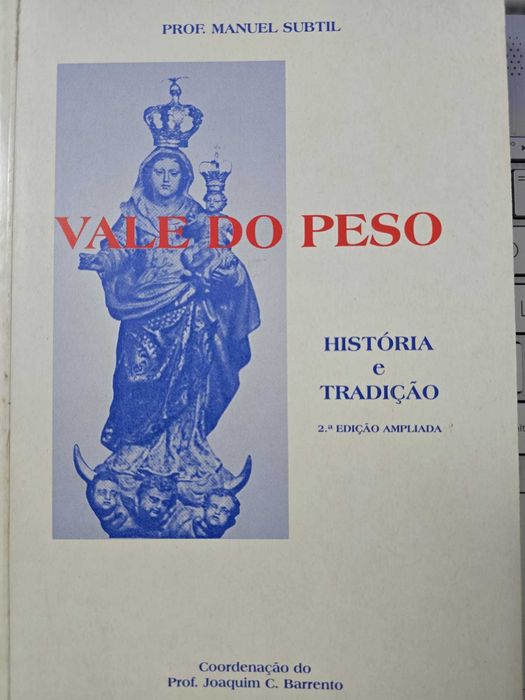 PROF. MANUEL SUBTIL
VALE DO PESO
HISTÓRIA
e
TRADIÇÃO
2.ª EDIÇÃO AMPLIADA
Coordenação do
Prof. Joaquim C. Barrento